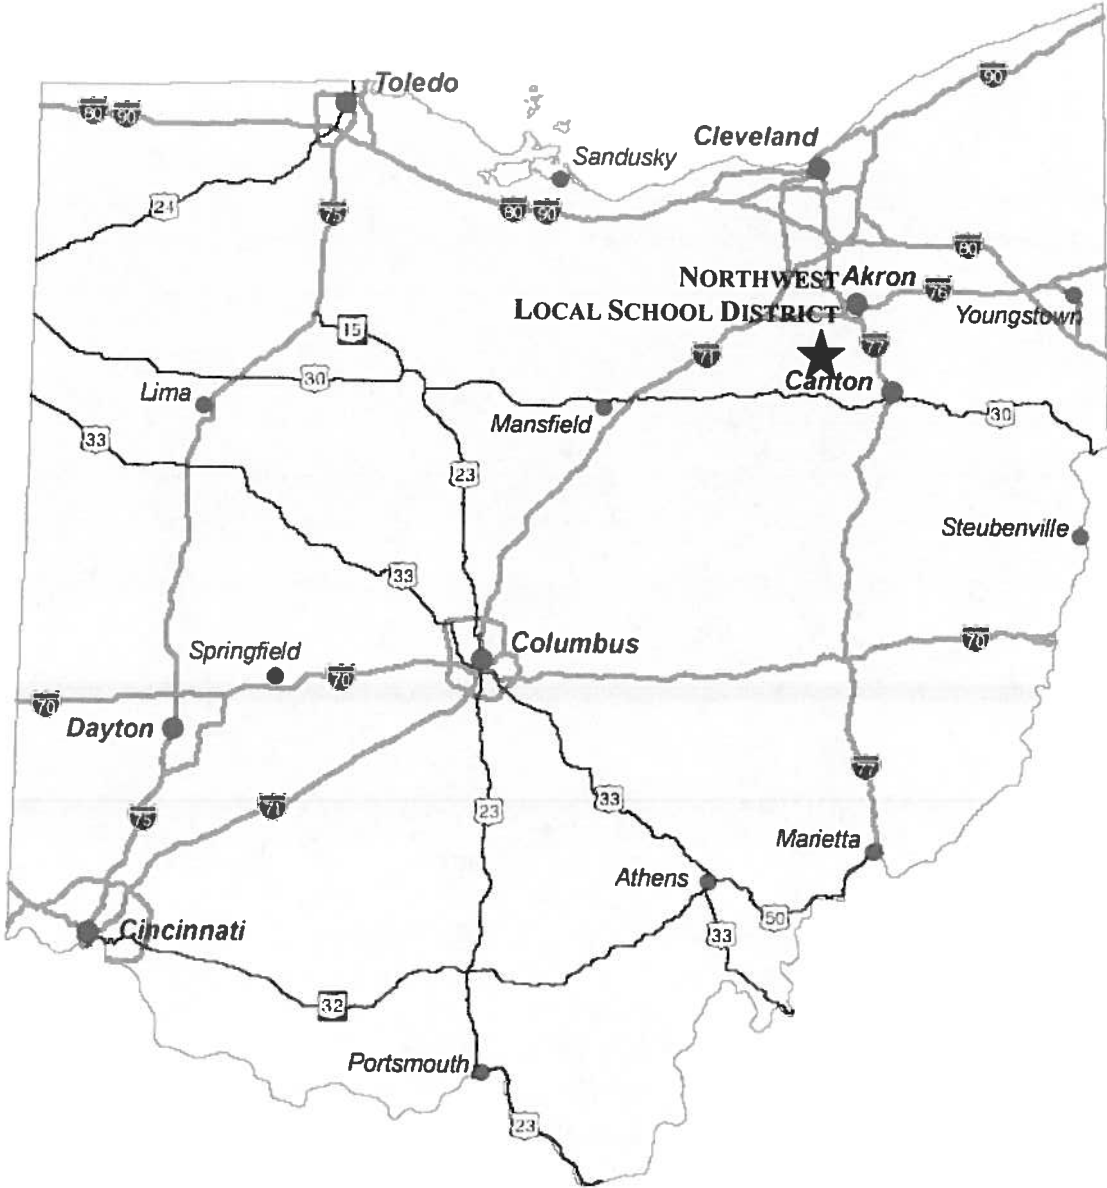 Toledo
90
80 90
Cleveland
Sandusky
24
75
80 90
80
NORTHWEST
Akron
76
LOCAL SCHOOL DISTRICT
Youngstown
15
71
77
30
Canton
Lima
Mansfield
30
33
23
Steubenville
33
Springfield
Columbus
70
70
70
Dayton
77
71
33
23
75
Marietta
Athens
50
Cincinnati
33
32
Portsmouth
23